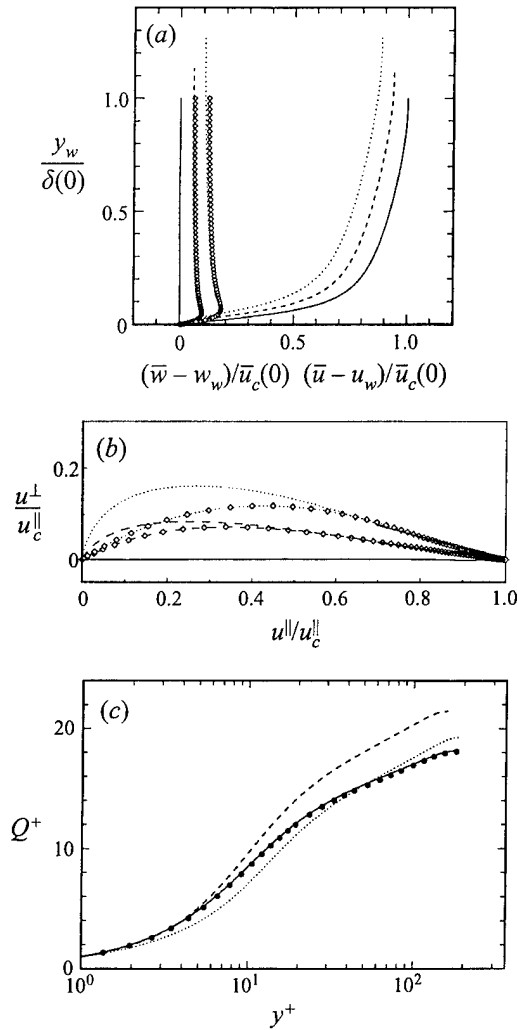 (a)
1.0
y_w
δ(0)
0.5
0
0 0.5 1.0
(w̄ – w_w)/ū_c(0) (ū – u_w)/ū_c(0)
(b)
0.2
u^⊥
u_c^∥
0
0 0.2 0.4 0.6 0.8 1.0
u^∥/u_c^∥
(c)
20
Q^+
10
0
10^0 10^1 10^2
y^+